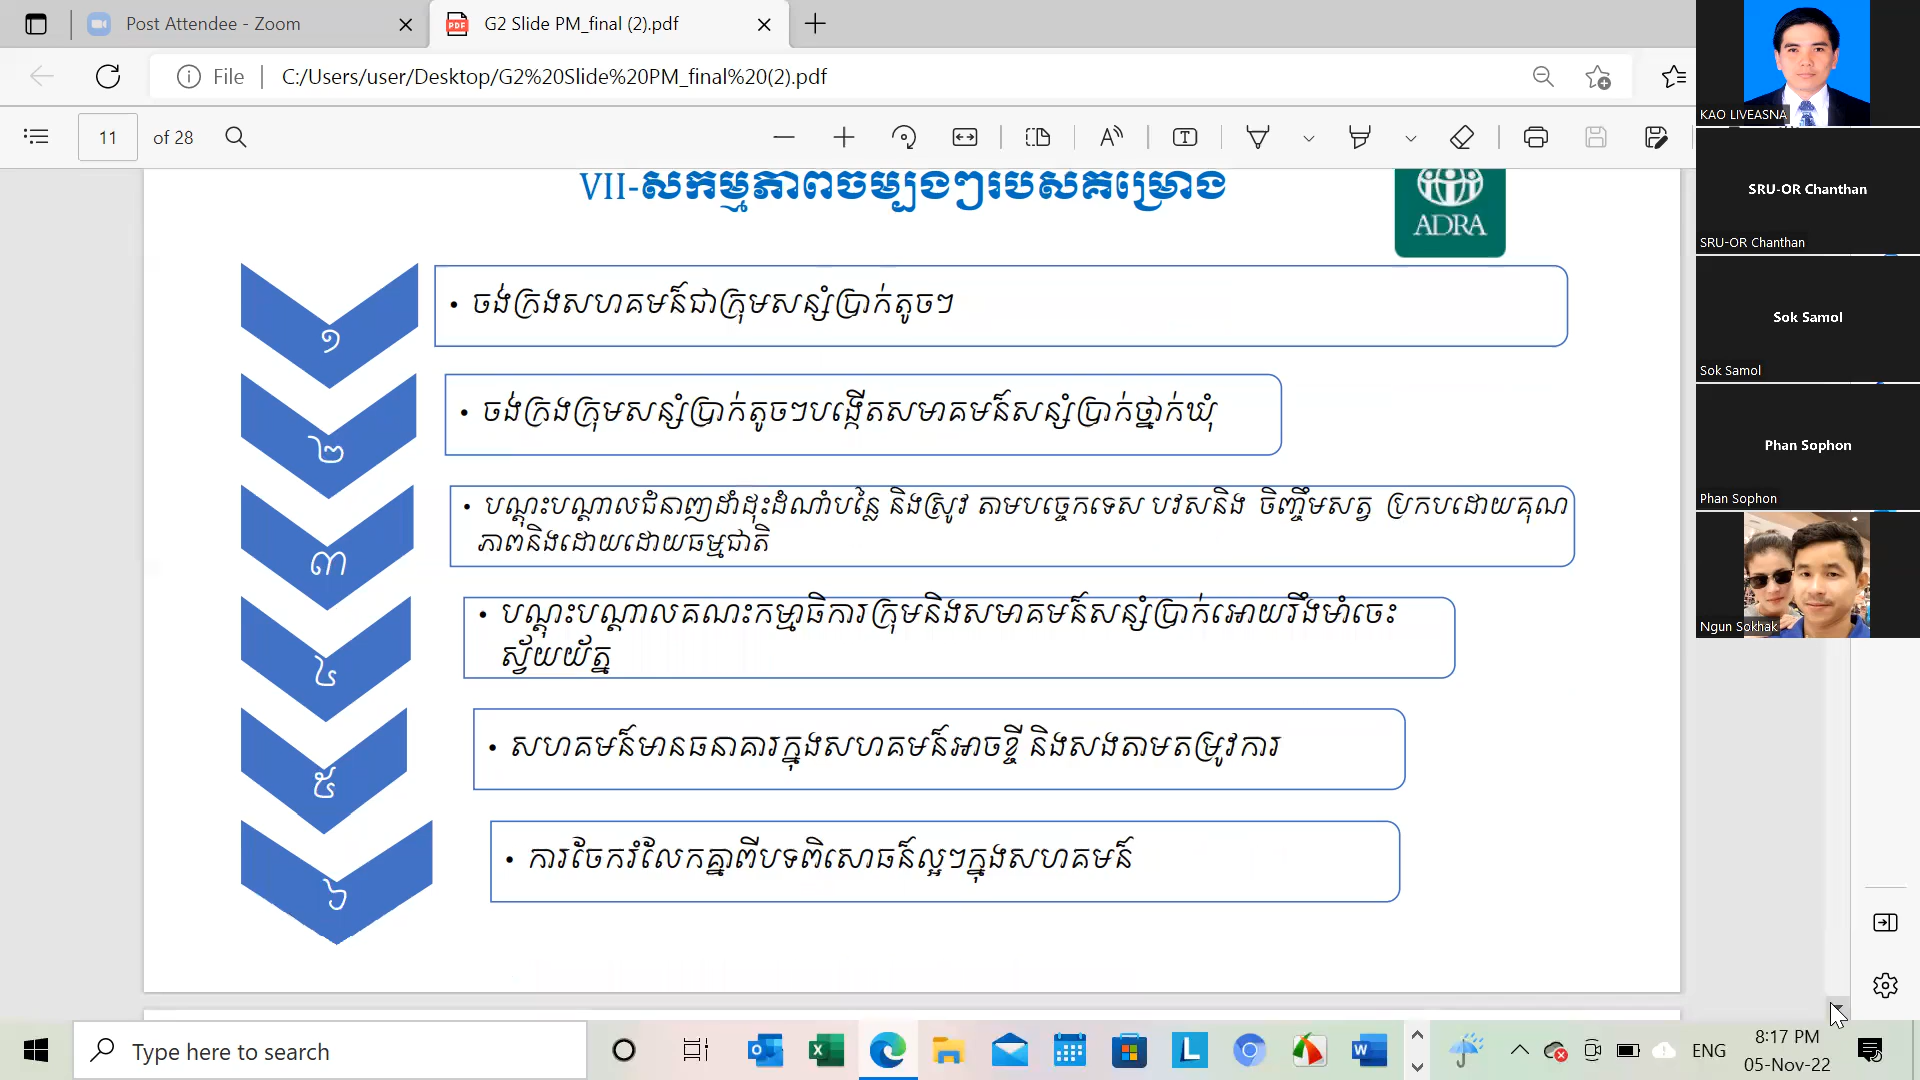 Post Attendee - Zoom
G2 Slide PM_final (2).pdf
File
C:/Users/user/Desktop/G2%20Slide%20PM_final%20(2).pdf
11 of 28
VII-សកម្មភាពចម្បងៗរបសគម្រោង
ADRA
១
• ចង់ក្រងសហគមន៏ជាក្រុមសន្សំប្រាក់តូចៗ
២
• ចង់ក្រងក្រុមសន្សំប្រាក់តូចៗបង្កើតសមាគមន៏សន្សំប្រាក់ថ្នាក់ឃុំ
៣
• បណ្តុះបណ្តាលជំនាញដាំដុះដំណាំបន្លៃ និងស្រូវ តាមបច្ចេកទេស បវសនិង ចិញ្ចឹមសត្វ ប្រកបដោយគុណ
ភាពនិងដោយដោយធម្មជាតិ
៤
• បណ្តុះបណ្តាលគណះកម្មាធិការក្រុមនិងសមាគមន៏សន្សំប្រាក់អោយរឹងមាំចេះ
ស្វ័យយ័ត្ន
៥
• សហគមន៏មានធនាគារក្នុងសហគមន៏អាចខ្ចី និងសងតាមតម្រូវការ
៦
• ការចែករំលែកគ្នាពីបទពិសោធន៍ល្អៗក្នុងសហគមន៍
KAO LIVEASNA
SRU-OR Chanthan
SRU-OR Chanthan
Sok Samol
Sok Samol
Phan Sophon
Phan Sophon
Ngun Sokhak
Type here to search
ENG
8:17 PM
05-Nov-22